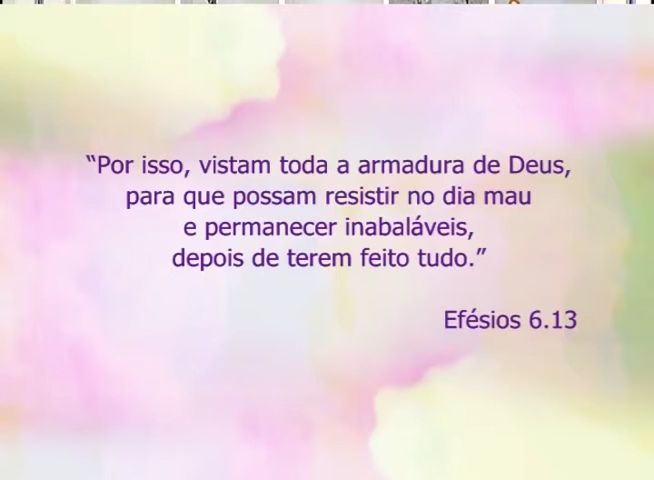 “Por isso, vistam toda a armadura de Deus,
para que possam resistir no dia mau
e permanecer inabaláveis,
depois de terem feito tudo.”
Efésios 6.13